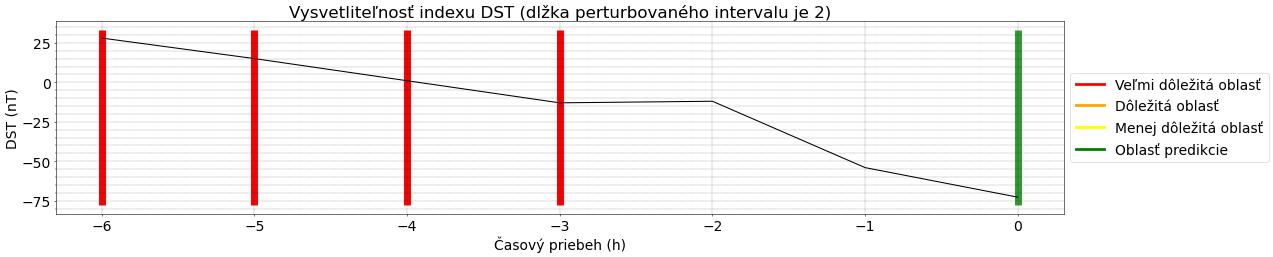 Vysvetliteľnosť indexu DST (dĺžka perturbovaného intervalu je 2)
DST (nT)
25
0
−25
−50
−75
−6 −5 −4 −3 −2 −1 0
Časový priebeh (h)
Veľmi dôležitá oblasť
Dôležitá oblasť
Menej dôležitá oblasť
Oblasť predikcie